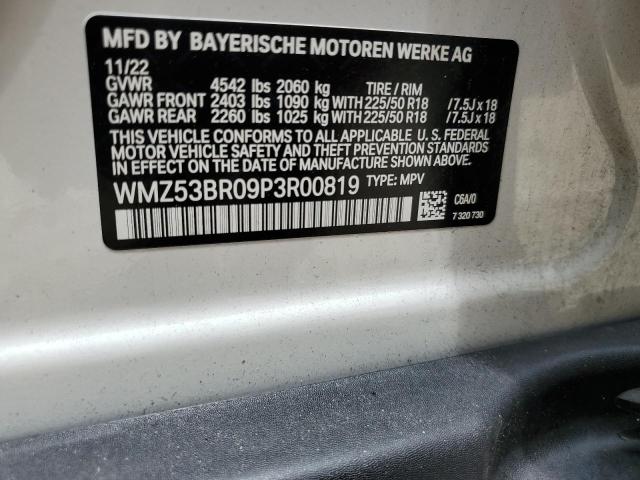 MFD BY BAYERISCHE MOTOREN WERKE AG
11/22
GVWR 4542 lbs 2060 kg TIRE / RIM
GAWR FRONT 2403 lbs 1090 kg WITH 225/50 R18 /7.5J x 18
GAWR REAR 2260 lbs 1025 kg WITH 225/50 R18 /7.5J x 18
THIS VEHICLE CONFORMS TO ALL APPLICABLE U. S. FEDERAL
MOTOR VEHICLE SAFETY AND THEFT PREVENTION STANDARDS
IN EFFECT ON THE DATE OF MANUFACTURE SHOWN ABOVE.
WMZ53BR09P3R00819 TYPE: MPV
C6A/0
7 320 730